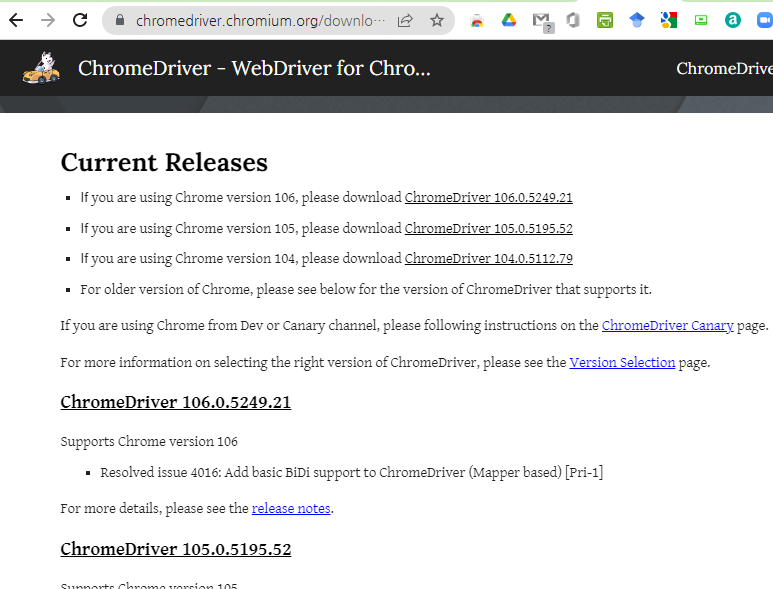 chromedriver.chromium.org/downlo···
ChromeDriver - WebDriver for Chro...
ChromeDrive
Current Releases
If you are using Chrome version 106, please download ChromeDriver 106.0.5249.21
If you are using Chrome version 105, please download ChromeDriver 105.0.5195.52
If you are using Chrome version 104, please download ChromeDriver 104.0.5112.79
For older version of Chrome, please see below for the version of ChromeDriver that supports it.
If you are using Chrome from Dev or Canary channel, please following instructions on the ChromeDriver Canary page.
For more information on selecting the right version of ChromeDriver, please see the Version Selection page.
ChromeDriver 106.0.5249.21
Supports Chrome version 106
Resolved issue 4016: Add basic BiDi support to ChromeDriver (Mapper based) [Pri-1]
For more details, please see the release notes.
ChromeDriver 105.0.5195.52
Supports Chrome version 105